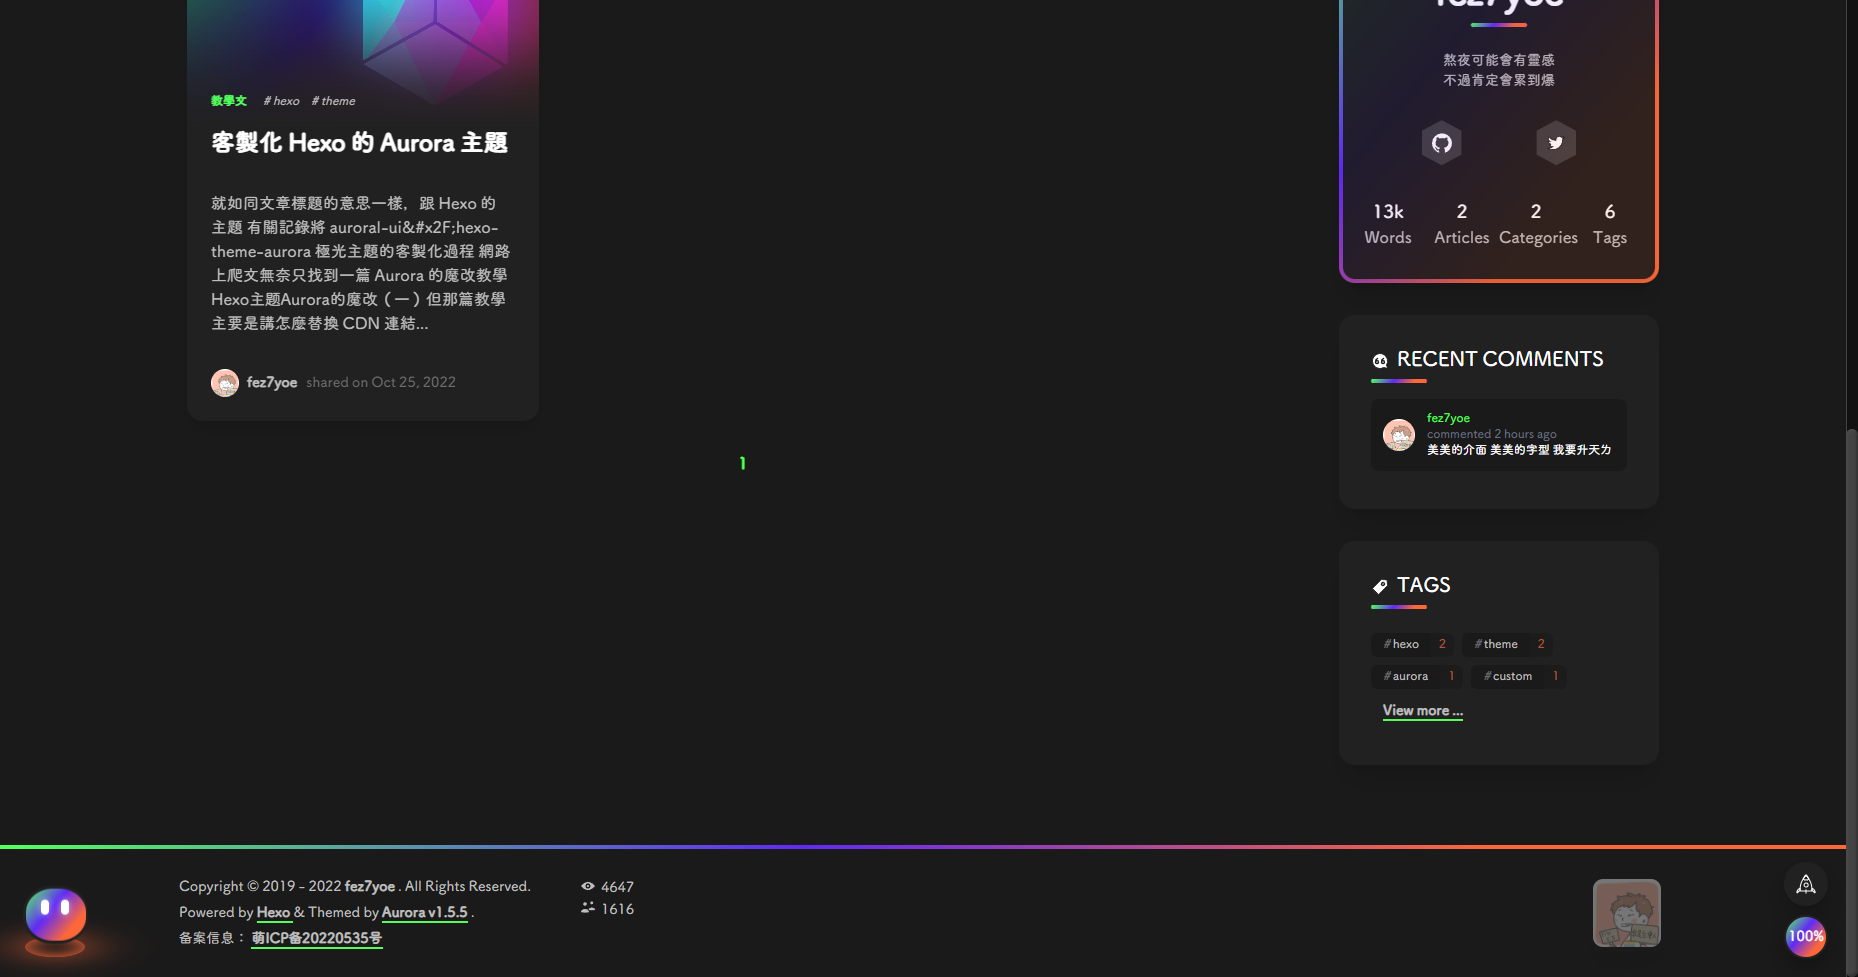 教學文 # hexo # theme
客製化 Hexo 的 Aurora 主題
就如同文章標題的意思一樣，跟 Hexo 的
主題 有關記錄將 auroral-ui&#x2F;hexo-
theme-aurora 極光主題的客製化過程 網路
上爬文無奈只找到一篇 Aurora 的魔改教學
Hexo主题Aurora的魔改（一）但那篇教學
主要是講怎麼替換 CDN 連結...
fez7yoe shared on Oct 25, 2022
1
fez7yoe
熬夜可能會有靈感
不過肯定會累到爆
13k 2 2 6
Words Articles Categories Tags
RECENT COMMENTS
fez7yoe
commented 2 hours ago
美美的介面 美美的字型 我要升天ㄌ
TAGS
#hexo 2 #theme 2
#aurora 1 #custom 1
View more ...
Copyright © 2019 - 2022 fez7yoe . All Rights Reserved.
Powered by Hexo & Themed by Aurora v1.5.5 .
备案信息： 萌ICP备20220535号
4647
1616
100%